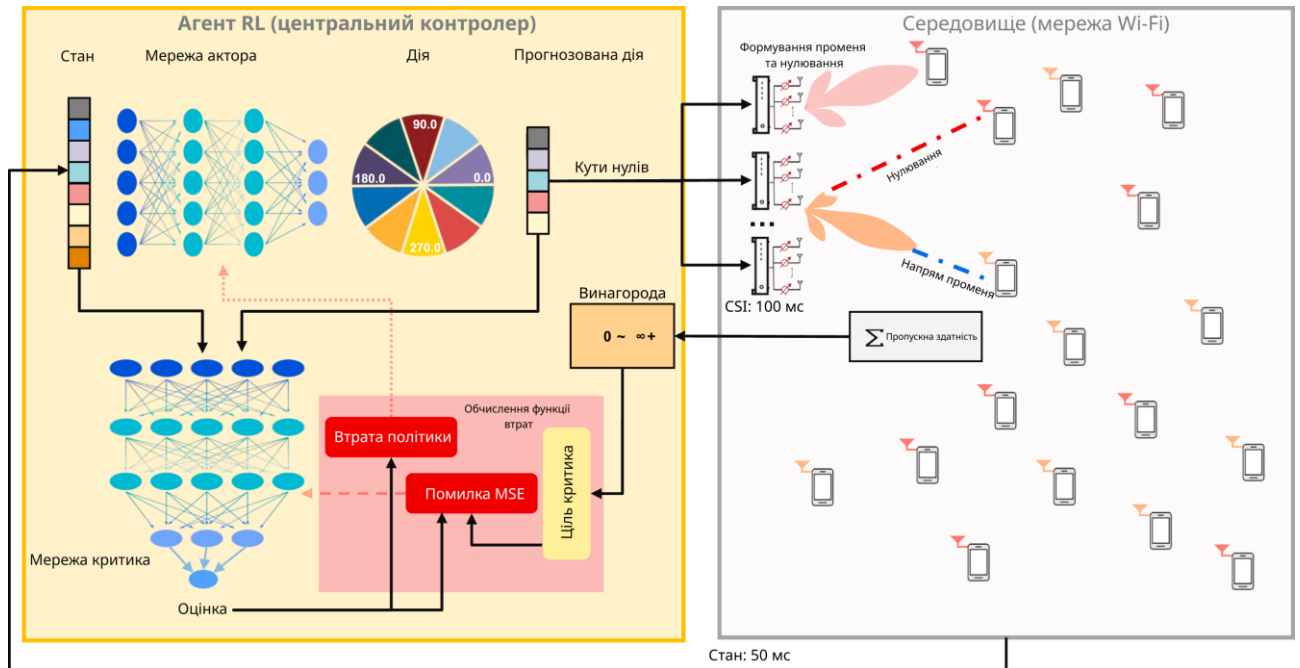 Агент RL (центральний контролер)
Стан
Мережа актора
Дія
Прогнозована дія
90.0
180.0
0.0
270.0
Кути нулів
Винагорода
0 ~ ∞+
Обчислення функції
втрат
Втрата політики
Помилка MSE
Ціль критика
Мережа критика
Оцінка
Середовище (мережа Wi-Fi)
Формування променя
та нулювання
Нулювання
Напрям променя
...
CSI: 100 мс
∑ Пропускна здатність
Стан: 50 мс